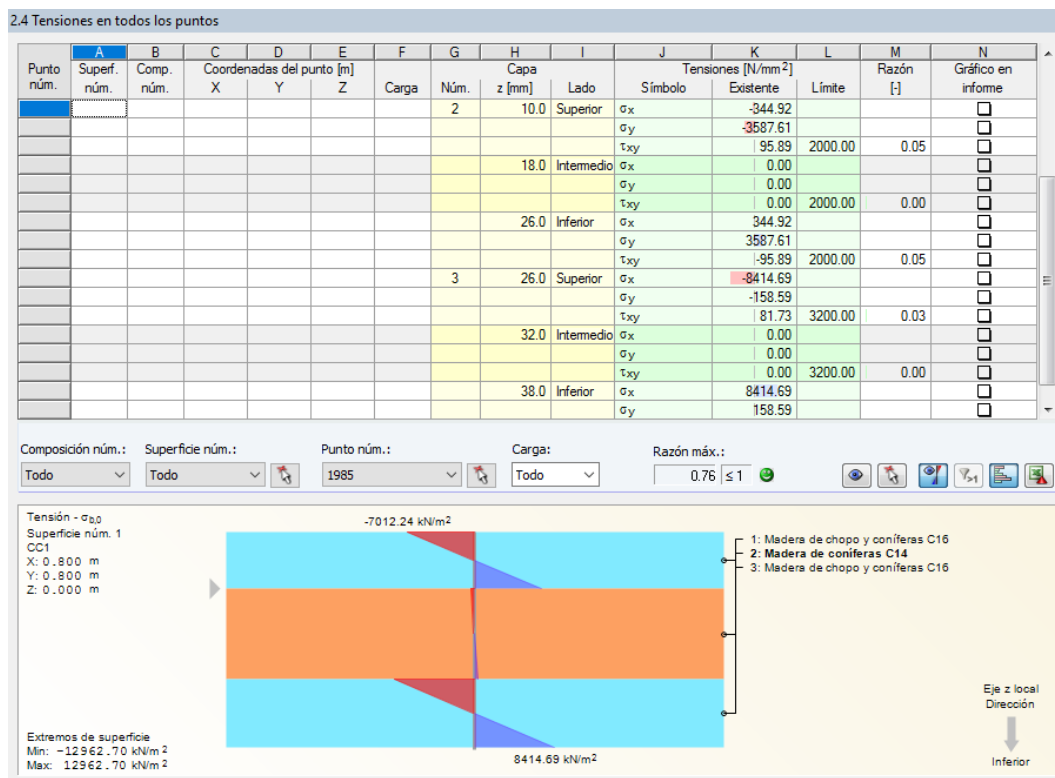 2.4 Tensiones en todos los puntos
A B C D E F G H I J K L M N
Punto Superf. Comp. Coordenadas del punto [m] Capa Tensiones [N/mm²] Razón Gráfico en
núm. núm. núm. X Y Z Carga Núm. z [mm] Lado Símbolo Existente Límite [-] informe
2 10.0 Superior σx -344.92
σy -3587.61
τxy 95.89 2000.00 0.05
18.0 Intermedio σx 0.00
σy 0.00
τxy 0.00 2000.00 0.00
26.0 Inferior σx 344.92
σy 3587.61
τxy -95.89 2000.00 0.05
3 26.0 Superior σx -8414.69
σy -158.59
τxy 81.73 3200.00 0.03
32.0 Intermedio σx 0.00
σy 0.00
τxy 0.00 3200.00 0.00
38.0 Inferior σx 8414.69
σy 158.59
Composición núm.: Superficie núm.: Punto núm.: Carga: Razón máx.:
Todo Todo 1985 Todo 0.76 ≤ 1
Tensión - σb,0
Superficie núm. 1
CC1
X: 0.800 m
Y: 0.800 m
Z: 0.000 m
-7012.24 kN/m²
1: Madera de chopo y coníferas C16
2: Madera de coníferas C14
3: Madera de chopo y coníferas C16
Eje z local
Dirección
Inferior
Extremos de superficie
Min: -12962.70 kN/m²
Max: 12962.70 kN/m²
8414.69 kN/m²